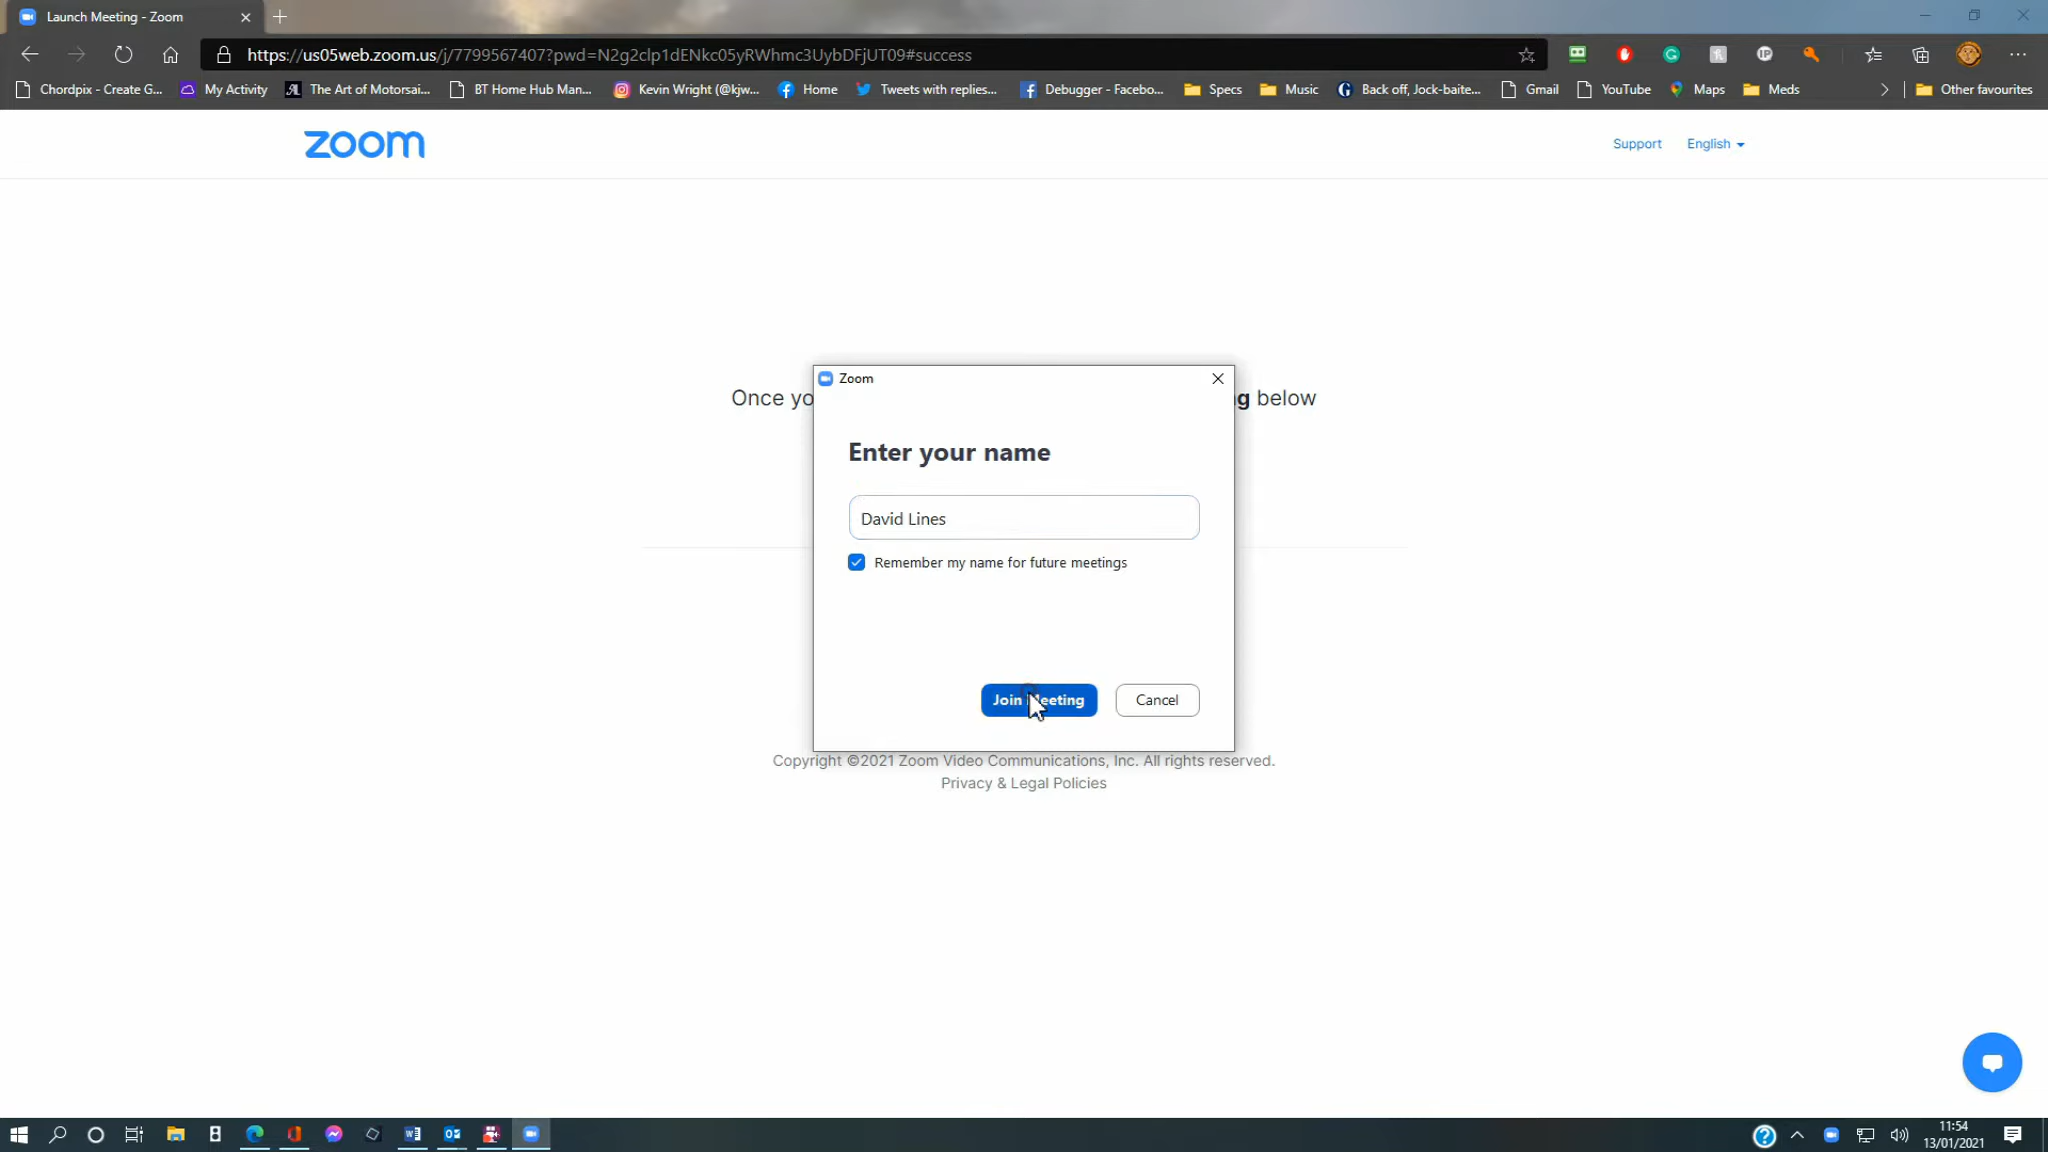 Launch Meeting - Zoom
https://us05web.zoom.us/j/7799567407?pwd=N2g2clp1dENkc05yRWhmc3UybDFjUT09#success
Chordpix - Create G... My Activity The Art of Motorsai... BT Home Hub Man... Kevin Wright (@kjw... Home Tweets with replies... Debugger - Facebo... Specs Music Back off, Jock-baite... Gmail YouTube Maps Meds Other favourites
zoom
Support English
Zoom
Once yo g below
Enter your name
David Lines
Remember my name for future meetings
Join Meeting Cancel
Copyright ©2021 Zoom Video Communications, Inc. All rights reserved.
Privacy & Legal Policies
11:54
13/01/2021